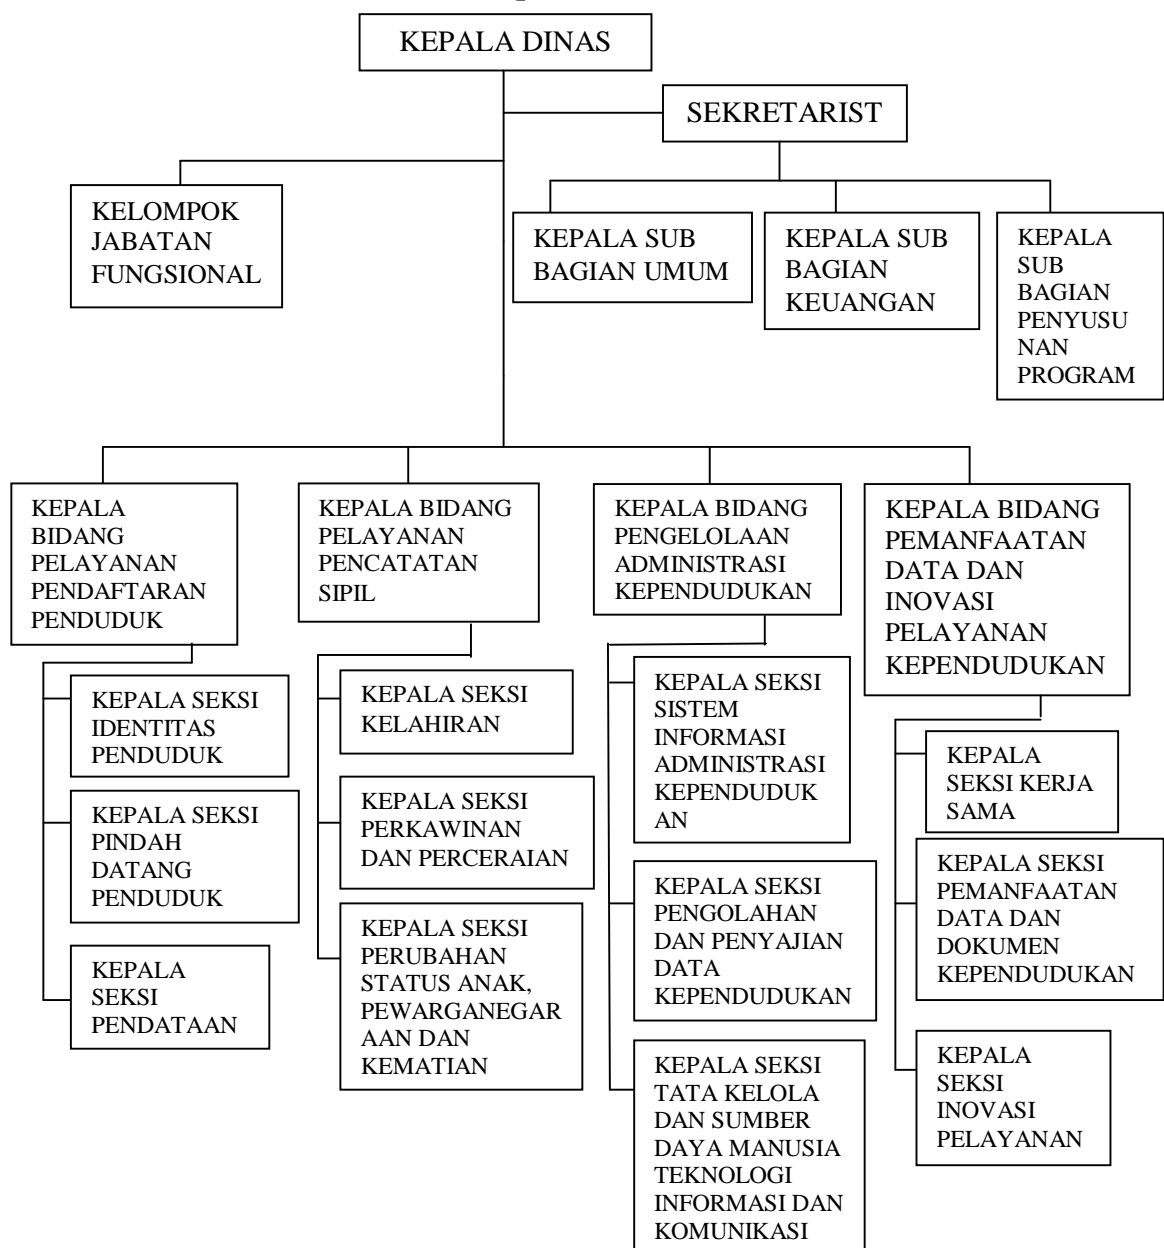 KEPALA DINAS
SEKRETARIST
KELOMPOK
JABATAN
FUNGSIONAL
KEPALA SUB
BAGIAN UMUM
KEPALA SUB
BAGIAN
KEUANGAN
KEPALA
SUB
BAGIAN
PENYUSU
NAN
PROGRAM
KEPALA
BIDANG
PELAYANAN
PENDAFTARAN
PENDUDUK
KEPALA BIDANG
PELAYANAN
PENCATATAN
SIPIL
KEPALA BIDANG
PENGELOLAAN
ADMINISTRASI
KEPENDUDUKAN
KEPALA BIDANG
PEMANFAATAN
DATA DAN
INOVASI
PELAYANAN
KEPENDUDUKAN
KEPALA SEKSI
IDENTITAS
PENDUDUK
KEPALA SEKSI
PINDAH
DATANG
PENDUDUK
KEPALA
SEKSI
PENDATAAN
KEPALA SEKSI
KELAHIRAN
KEPALA SEKSI
PERKAWINAN
DAN PERCERAIAN
KEPALA SEKSI
PERUBAHAN
STATUS ANAK,
PEWARGANEGAR
AAN DAN
KEMATIAN
KEPALA SEKSI
SISTEM
INFORMASI
ADMINISTRASI
KEPENDUDUK
AN
KEPALA SEKSI
PENGOLAHAN
DAN PENYAJIAN
DATA
KEPENDUDUKAN
KEPALA SEKSI
TATA KELOLA
DAN SUMBER
DAYA MANUSIA
TEKNOLOGI
INFORMASI DAN
KOMUNIKASI
KEPALA
SEKSI KERJA
SAMA
KEPALA SEKSI
PEMANFAATAN
DATA DAN
DOKUMEN
KEPENDUDUKAN
KEPALA
SEKSI
INOVASI
PELAYANAN